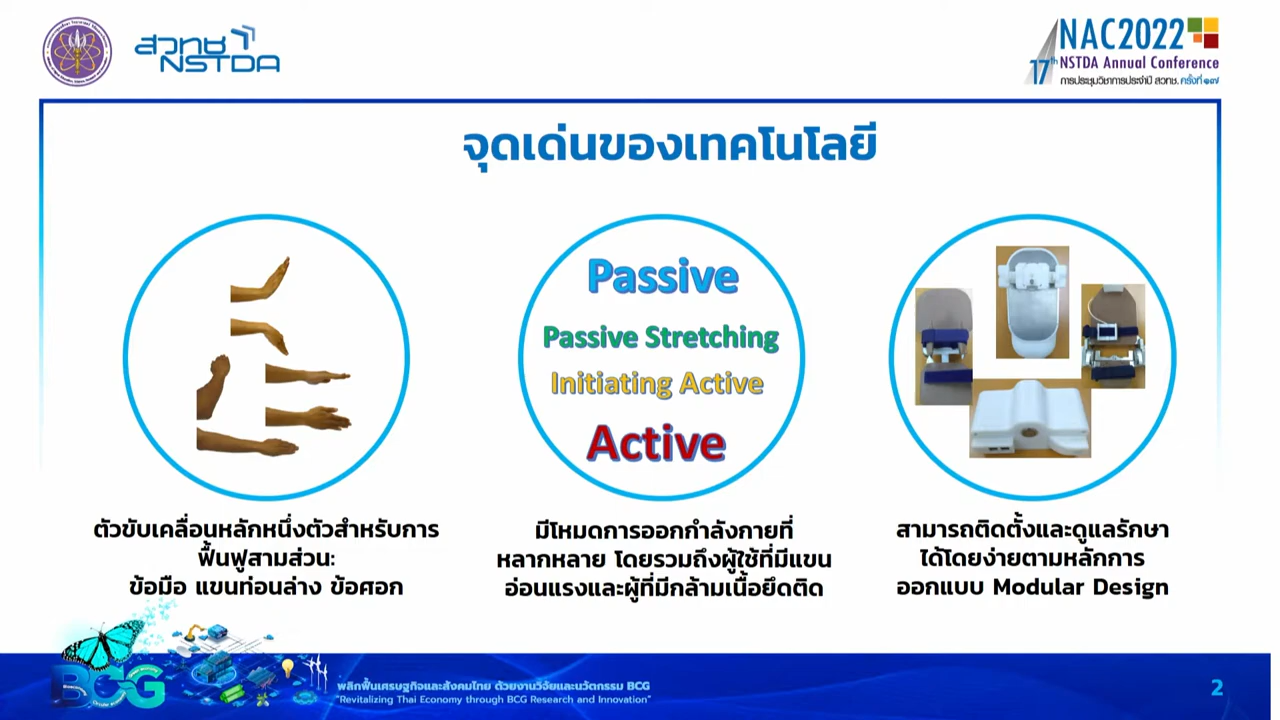 สวทช
NSTDA
NAC2022
17th NSTDA Annual Conference
การประชุมวิชาการประจำปี สวทช. ครั้งที่ ๑๗
จุดเด่นของเทคโนโลยี
Passive
Passive Stretching
Initiating Active
Active
ตัวขับเคลื่อนหลักหนึ่งตัวสำหรับการ
ฟื้นฟูสามส่วน:
ข้อมือ แขนท่อนล่าง ข้อศอก
มีโหมดการออกกำลังกายที่
หลากหลาย โดยรวมถึงผู้ใช้ที่มีแขน
อ่อนแรงและผู้ที่มีกล้ามเนื้อยึดติด
สามารถติดตั้งและดูแลรักษา
ได้โดยง่ายตามหลักการ
ออกแบบ Modular Design
BCG
พลิกฟื้นเศรษฐกิจและสังคมไทย ด้วยงานวิจัยและนวัตกรรม BCG
"Revitalizing Thai Economy through BCG Research and Innovation"
2